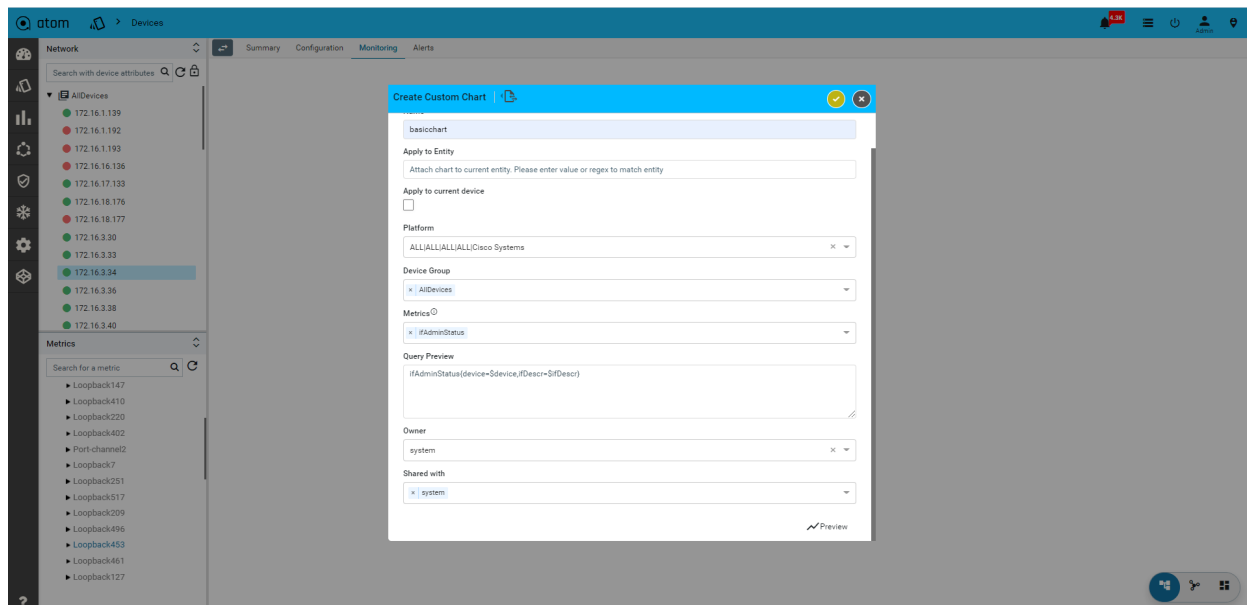 atom
> Devices
4.3K
Admin
Network
Summary Configuration Monitoring Alerts
Search with device attributes
AllDevices
172.16.1.139
172.16.1.192
172.16.1.193
172.16.16.136
172.16.17.133
172.16.18.176
172.16.18.177
172.16.3.30
172.16.3.33
172.16.3.34
172.16.3.36
172.16.3.38
172.16.3.40
Metrics
Search for a metric
Loopback147
Loopback410
Loopback220
Loopback402
Port-channel2
Loopback7
Loopback251
Loopback517
Loopback209
Loopback496
Loopback453
Loopback461
Loopback127
?
Create Custom Chart
basicchart
Apply to Entity
Attach chart to current entity. Please enter value or regex to match entity
Apply to current device
Platform
ALL|ALL|ALL|ALL|Cisco Systems
Device Group
× AllDevices
Metrics
× ifAdminStatus
Query Preview
ifAdminStatus{device=$device,ifDescr=$ifDescr}
Owner
system
Shared with
× system
Preview